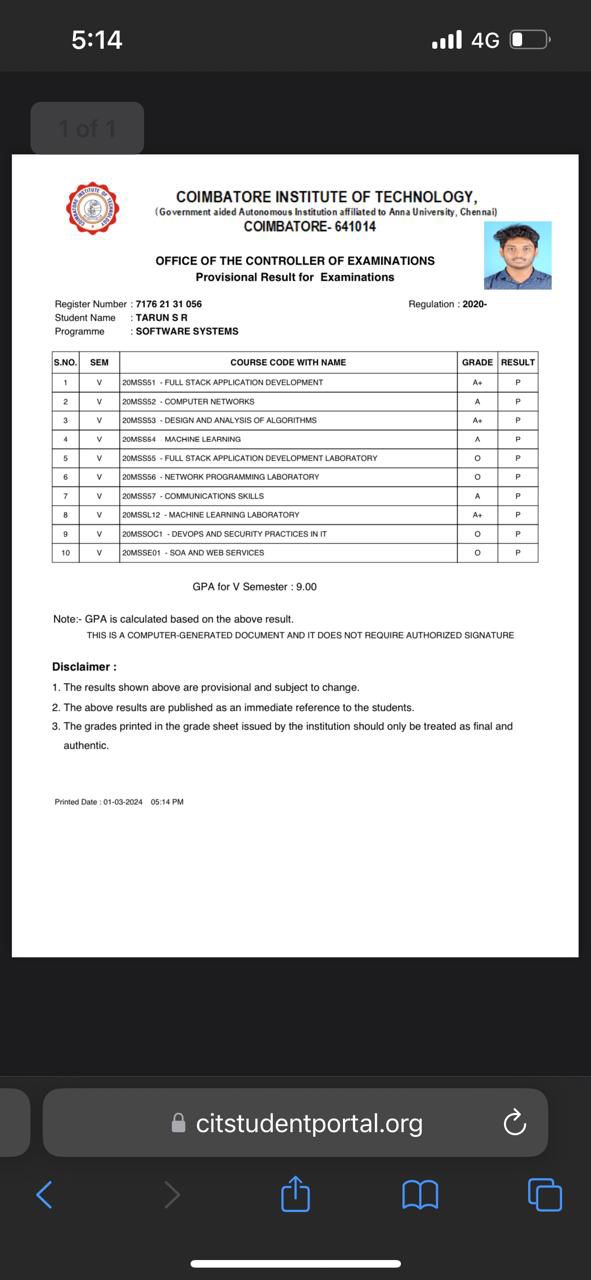 5:14
4G
1 of 1
COIMBATORE INSTITUTE OF TECHNOLOGY,
(Government aided Autonomous Institution affiliated to Anna University, Chennai)
COIMBATORE- 641014
OFFICE OF THE CONTROLLER OF EXAMINATIONS
Provisional Result for Examinations
Register Number : 7176 21 31 056 Regulation : 2020-
Student Name : TARUN S R
Programme : SOFTWARE SYSTEMS
S.NO. SEM COURSE CODE WITH NAME GRADE RESULT
1 V 20MSS51 - FULL STACK APPLICATION DEVELOPMENT A+ P
2 V 20MSS52 - COMPUTER NETWORKS A P
3 V 20MSS53 - DESIGN AND ANALYSIS OF ALGORITHMS A+ P
4 V 20MSS54 MACHINE LEARNING A P
5 V 20MSS55 - FULL STACK APPLICATION DEVELOPMENT LABORATORY O P
6 V 20MSS56 - NETWORK PROGRAMMING LABORATORY O P
7 V 20MSS57 - COMMUNICATIONS SKILLS A P
8 V 20MSSL12 - MACHINE LEARNING LABORATORY A+ P
9 V 20MSSOC1 - DEVOPS AND SECURITY PRACTICES IN IT O P
10 V 20MSSE01 - SOA AND WEB SERVICES O P
GPA for V Semester : 9.00
Note:- GPA is calculated based on the above result.
THIS IS A COMPUTER-GENERATED DOCUMENT AND IT DOES NOT REQUIRE AUTHORIZED SIGNATURE
Disclaimer :
1. The results shown above are provisional and subject to change.
2. The above results are published as an immediate reference to the students.
3. The grades printed in the grade sheet issued by the institution should only be treated as final and
authentic.
Printed Date : 01-03-2024 05:14 PM
citstudentportal.org